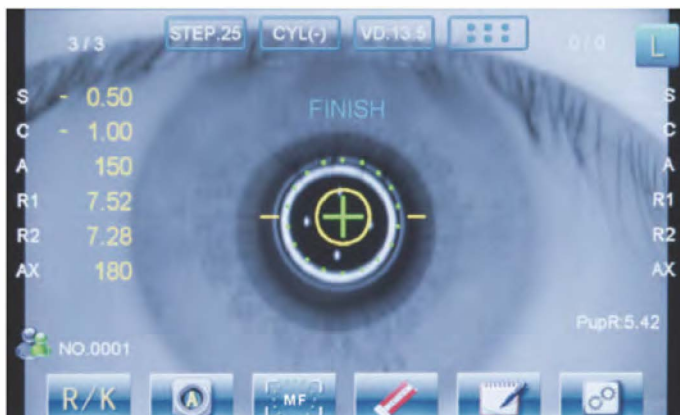 3/3 STEP.25 CYL(-) VD:13.5 0/0 L
S - 0.50 S
FINISH
C - 1.00 C
A 150 A
R1 7.52 R1
R2 7.28 R2
AX 180 AX
PupR:5.42
NO.0001
R/K A MF